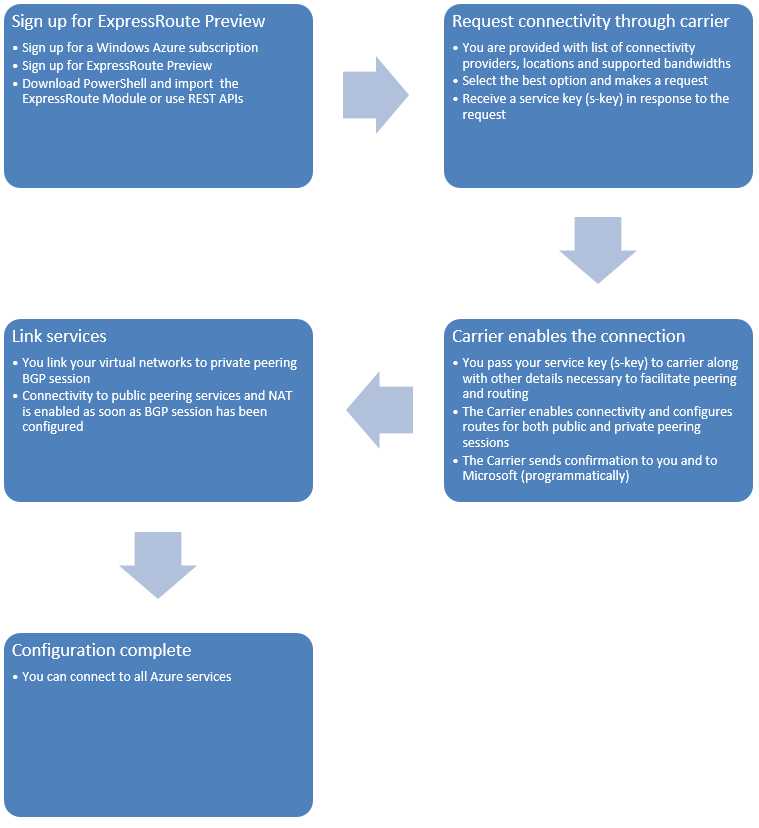 Sign up for ExpressRoute Preview
• Sign up for a Windows Azure subscription
• Sign up for ExpressRoute Preview
• Download PowerShell and import the
ExpressRoute Module or use REST APIs
Request connectivity through carrier
• You are provided with list of connectivity
providers, locations and supported bandwidths
• Select the best option and makes a request
• Receive a service key (s-key) in response to the
request
Carrier enables the connection
• You pass your service key (s-key) to carrier along
with other details necessary to facilitate peering
and routing
• The Carrier enables connectivity and configures
routes for both public and private peering
sessions
• The Carrier sends confirmation to you and to
Microsoft (programmatically)
Link services
• You link your virtual networks to private peering
BGP session
• Connectivity to public peering services and NAT
is enabled as soon as BGP session has been
configured
Configuration complete
• You can connect to all Azure services